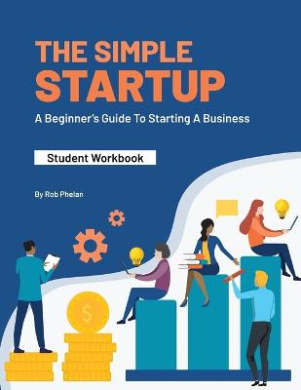 THE SIMPLE
STARTUP
A Beginner's Guide To Starting A Business
Student Workbook
By Rob Phelan
$